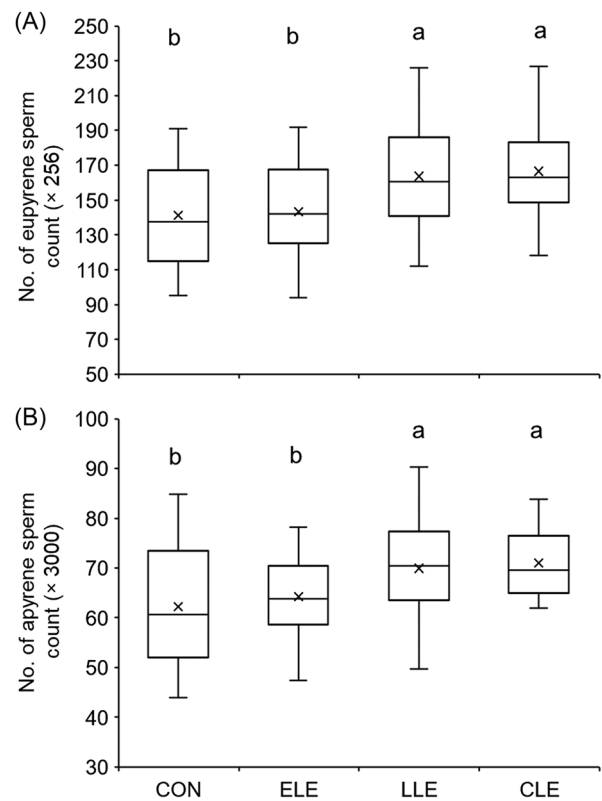 (A)
No. of eupyrene sperm
count (× 256)
250
230
210
190
170
150
130
110
90
70
50
b b a a
(B)
No. of apyrene sperm
count (× 3000)
100
90
80
70
60
50
40
30
b b a a
CON ELE LLE CLE